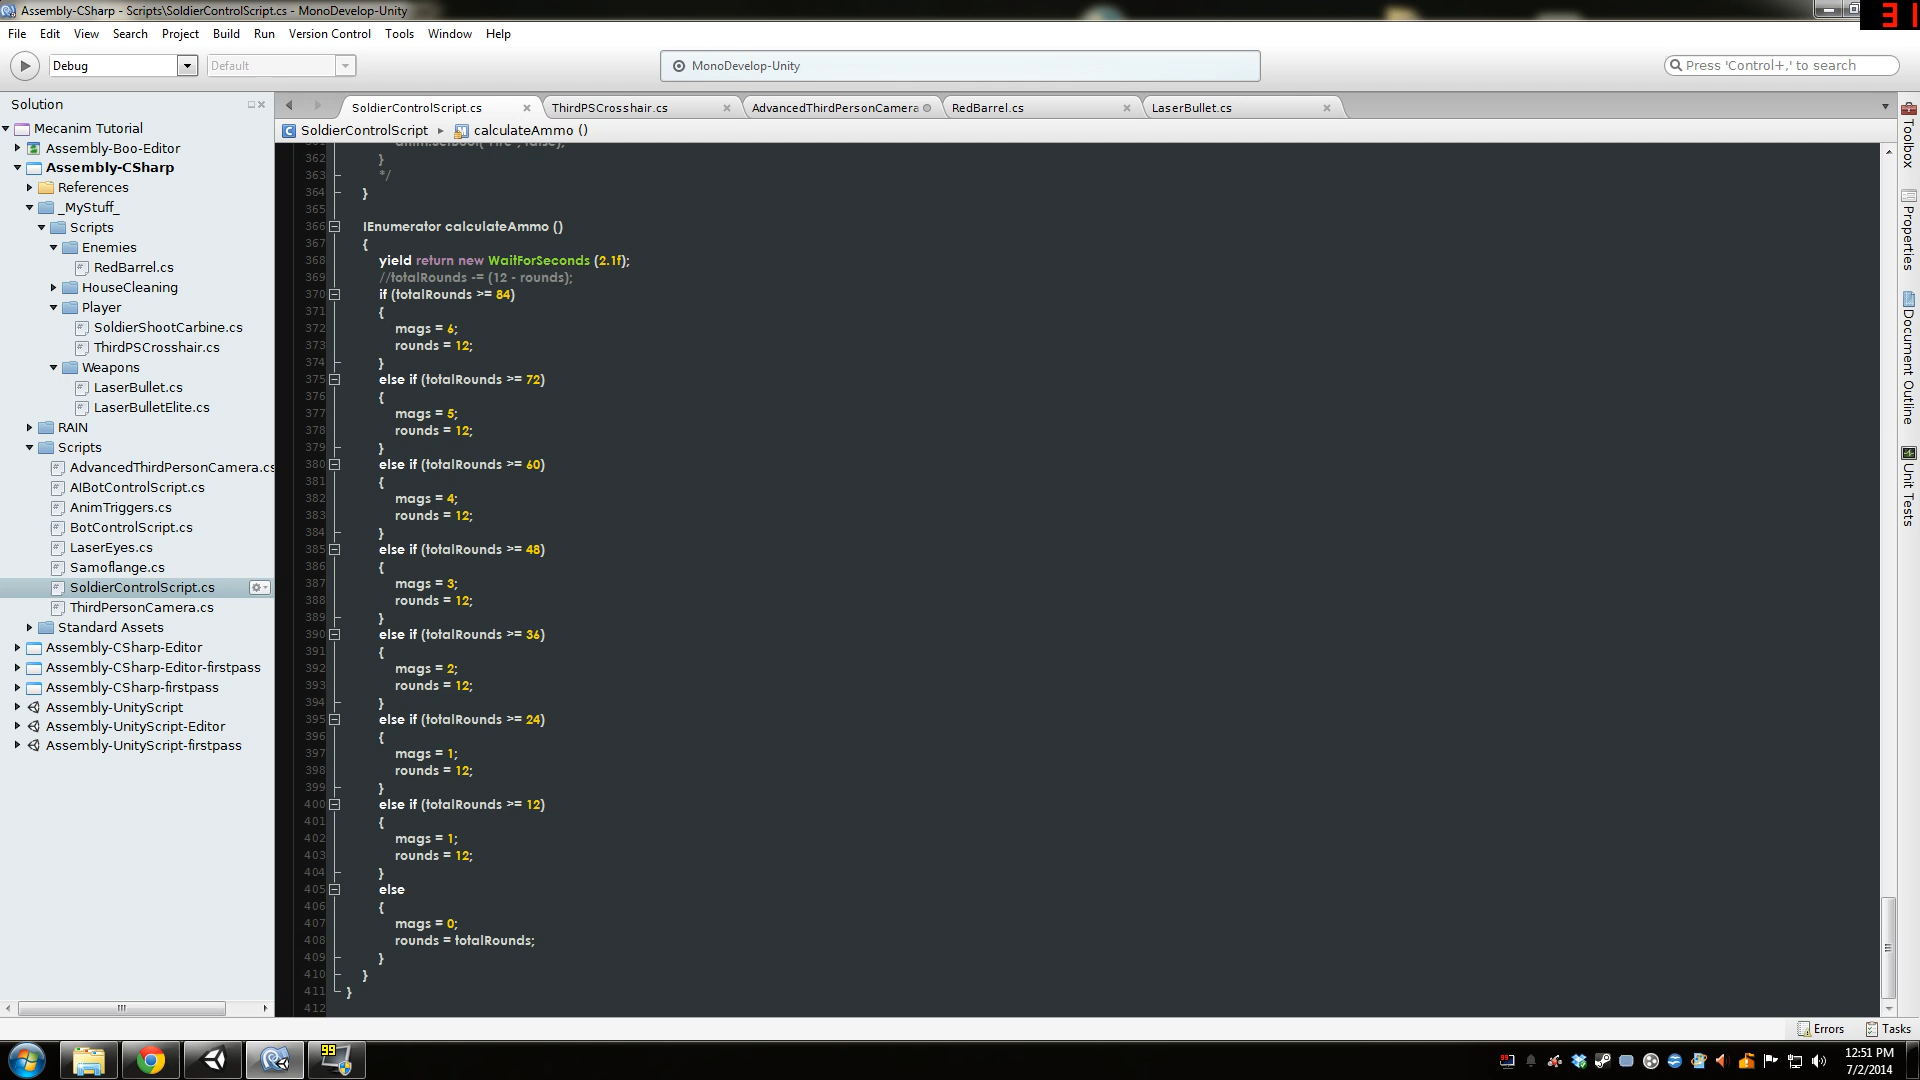 Assembly-CSharp - Scripts\SoldierControlScript.cs - MonoDevelop-Unity
31
File Edit View Search Project Build Run Version Control Tools Window Help
Debug
Default
MonoDevelop-Unity
Press 'Control+,' to search
Solution
Mecanim Tutorial
Assembly-Boo-Editor
Assembly-CSharp
References
_MyStuff_
Scripts
Enemies
RedBarrel.cs
HouseCleaning
Player
SoldierShootCarbine.cs
ThirdPSCrosshair.cs
Weapons
LaserBullet.cs
LaserBulletElite.cs
RAIN
Scripts
AdvancedThirdPersonCamera.cs
AIBotControlScript.cs
AnimTriggers.cs
BotControlScript.cs
LaserEyes.cs
Samoflange.cs
SoldierControlScript.cs
ThirdPersonCamera.cs
Standard Assets
Assembly-CSharp-Editor
Assembly-CSharp-Editor-firstpass
Assembly-CSharp-firstpass
Assembly-UnityScript
Assembly-UnityScript-Editor
Assembly-UnityScript-firstpass
SoldierControlScript.cs ThirdPSCrosshair.cs AdvancedThirdPersonCamera RedBarrel.cs LaserBullet.cs
SoldierControlScript calculateAmmo ()
362 }
363 */
364 }
365
366 IEnumerator calculateAmmo ()
367 {
368 yield return new WaitForSeconds (2.1f);
369 //totalRounds -= (12 - rounds);
370 if (totalRounds >= 84)
371 {
372 mags = 6;
373 rounds = 12;
374 }
375 else if (totalRounds >= 72)
376 {
377 mags = 5;
378 rounds = 12;
379 }
380 else if (totalRounds >= 60)
381 {
382 mags = 4;
383 rounds = 12;
384 }
385 else if (totalRounds >= 48)
386 {
387 mags = 3;
388 rounds = 12;
389 }
390 else if (totalRounds >= 36)
391 {
392 mags = 2;
393 rounds = 12;
394 }
395 else if (totalRounds >= 24)
396 {
397 mags = 1;
398 rounds = 12;
399 }
400 else if (totalRounds >= 12)
401 {
402 mags = 1;
403 rounds = 12;
404 }
405 else
406 {
407 mags = 0;
408 rounds = totalRounds;
409 }
410 }
411 }
412
Toolbox
Properties
Document Outline
Unit Tests
Errors Tasks
99
12:51 PM
7/2/2014